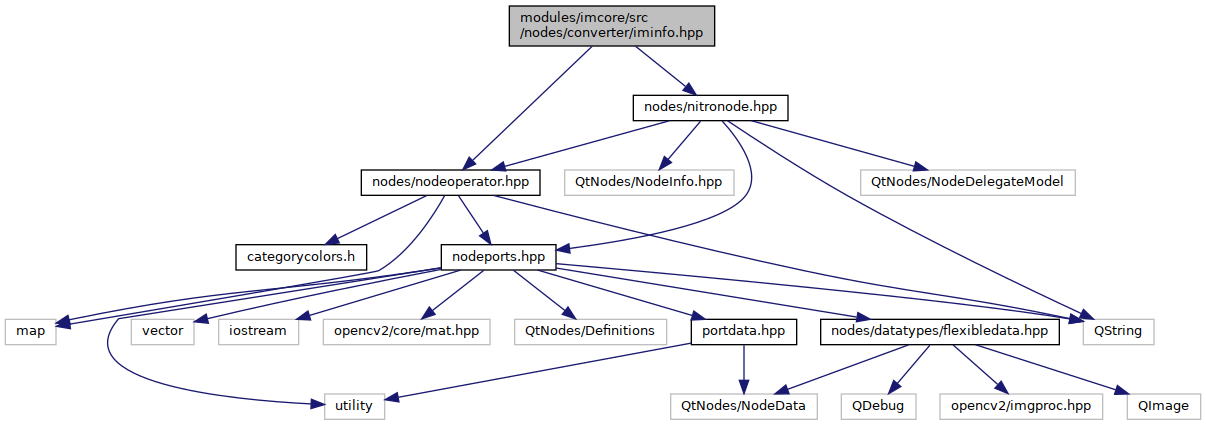 modules/imcore/src
/nodes/converter/iminfo.hpp
nodes/nitronode.hpp
nodes/nodeoperator.hpp
QtNodes/NodeInfo.hpp
QtNodes/NodeDelegateModel
categorycolors.h
nodeports.hpp
map
vector
iostream
opencv2/core/mat.hpp
QtNodes/Definitions
portdata.hpp
nodes/datatypes/flexibledata.hpp
QString
utility
QtNodes/NodeData
QDebug
opencv2/imgproc.hpp
QImage